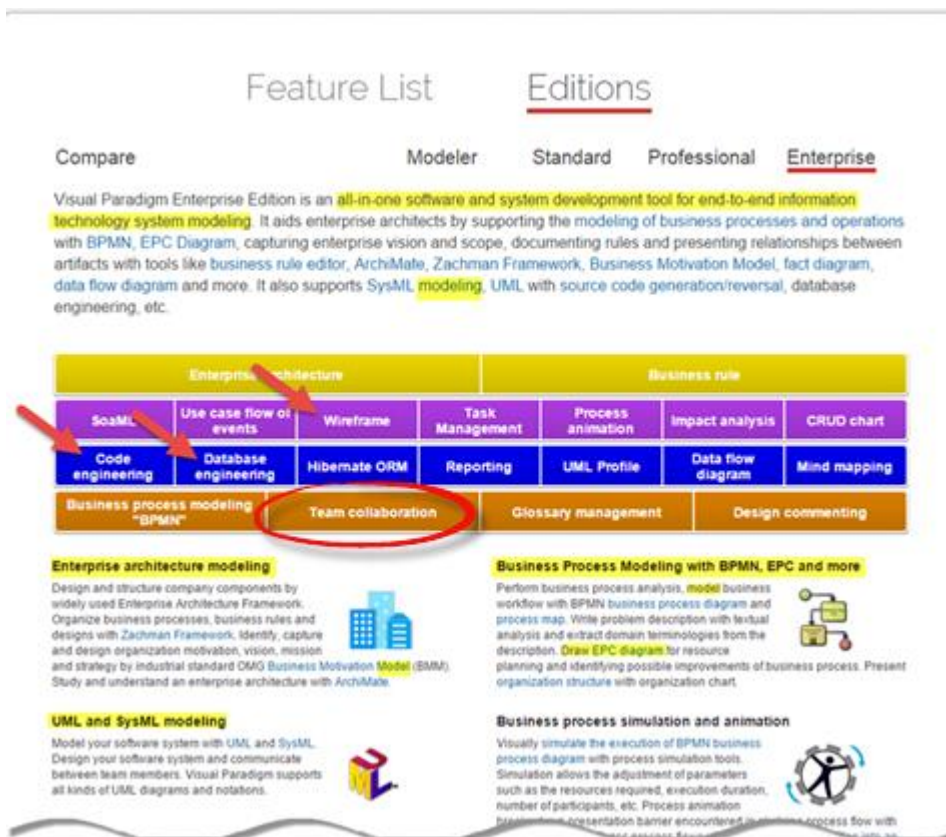 Feature List Editions
Compare Modeler Standard Professional Enterprise
Visual Paradigm Enterprise Edition is an all-in-one software and system development tool for end-to-end information
technology system modeling. It aids enterprise architects by supporting the modeling of business processes and operations
with BPMN, EPC Diagram, capturing enterprise vision and scope, documenting rules and presenting relationships between
artifacts with tools like business rule editor, ArchiMate, Zachman Framework, Business Motivation Model, fact diagram,
data flow diagram and more. It also supports SysML modeling, UML with source code generation/reversal, database
engineering, etc.
Enterprise architecture Business rule
SoaML Use case flow of events Wireframe Task Management Process animation Impact analysis CRUD chart
Code engineering Database engineering Hibernate ORM Reporting UML Profile Data flow diagram Mind mapping
Business process modeling "BPMN" Team collaboration Glossary management Design commenting
Enterprise architecture modeling
Design and structure company components by
widely used Enterprise Architecture Framework.
Organize business processes, business rules and
designs with Zachman Framework. Identify, capture
and design organization motivation, vision, mission
and strategy by industrial standard OMG Business Motivation Model (BMM).
Study and understand an enterprise architecture with ArchiMate.
Business Process Modeling with BPMN, EPC and more
Perform business process analysis, model business
workflow with BPMN business process diagram and
process map. Write problem description with textual
analysis and extract domain terminologies from the
description. Draw EPC diagram for resource
planning and identifying possible improvements of business process. Present
organization structure with organization chart.
UML and SysML modeling
Model your software system with UML and SysML.
Design your software system and communicate
between team members. Visual Paradigm supports
all kinds of UML diagrams and notations.
UML
Business process simulation and animation
Visually simulate the execution of BPMN business
process diagram with process simulation tools.
Simulation allows the adjustment of parameters
such as the resources required, execution duration,
number of participants, etc. Process animation
presentation barrier encountered process flow with